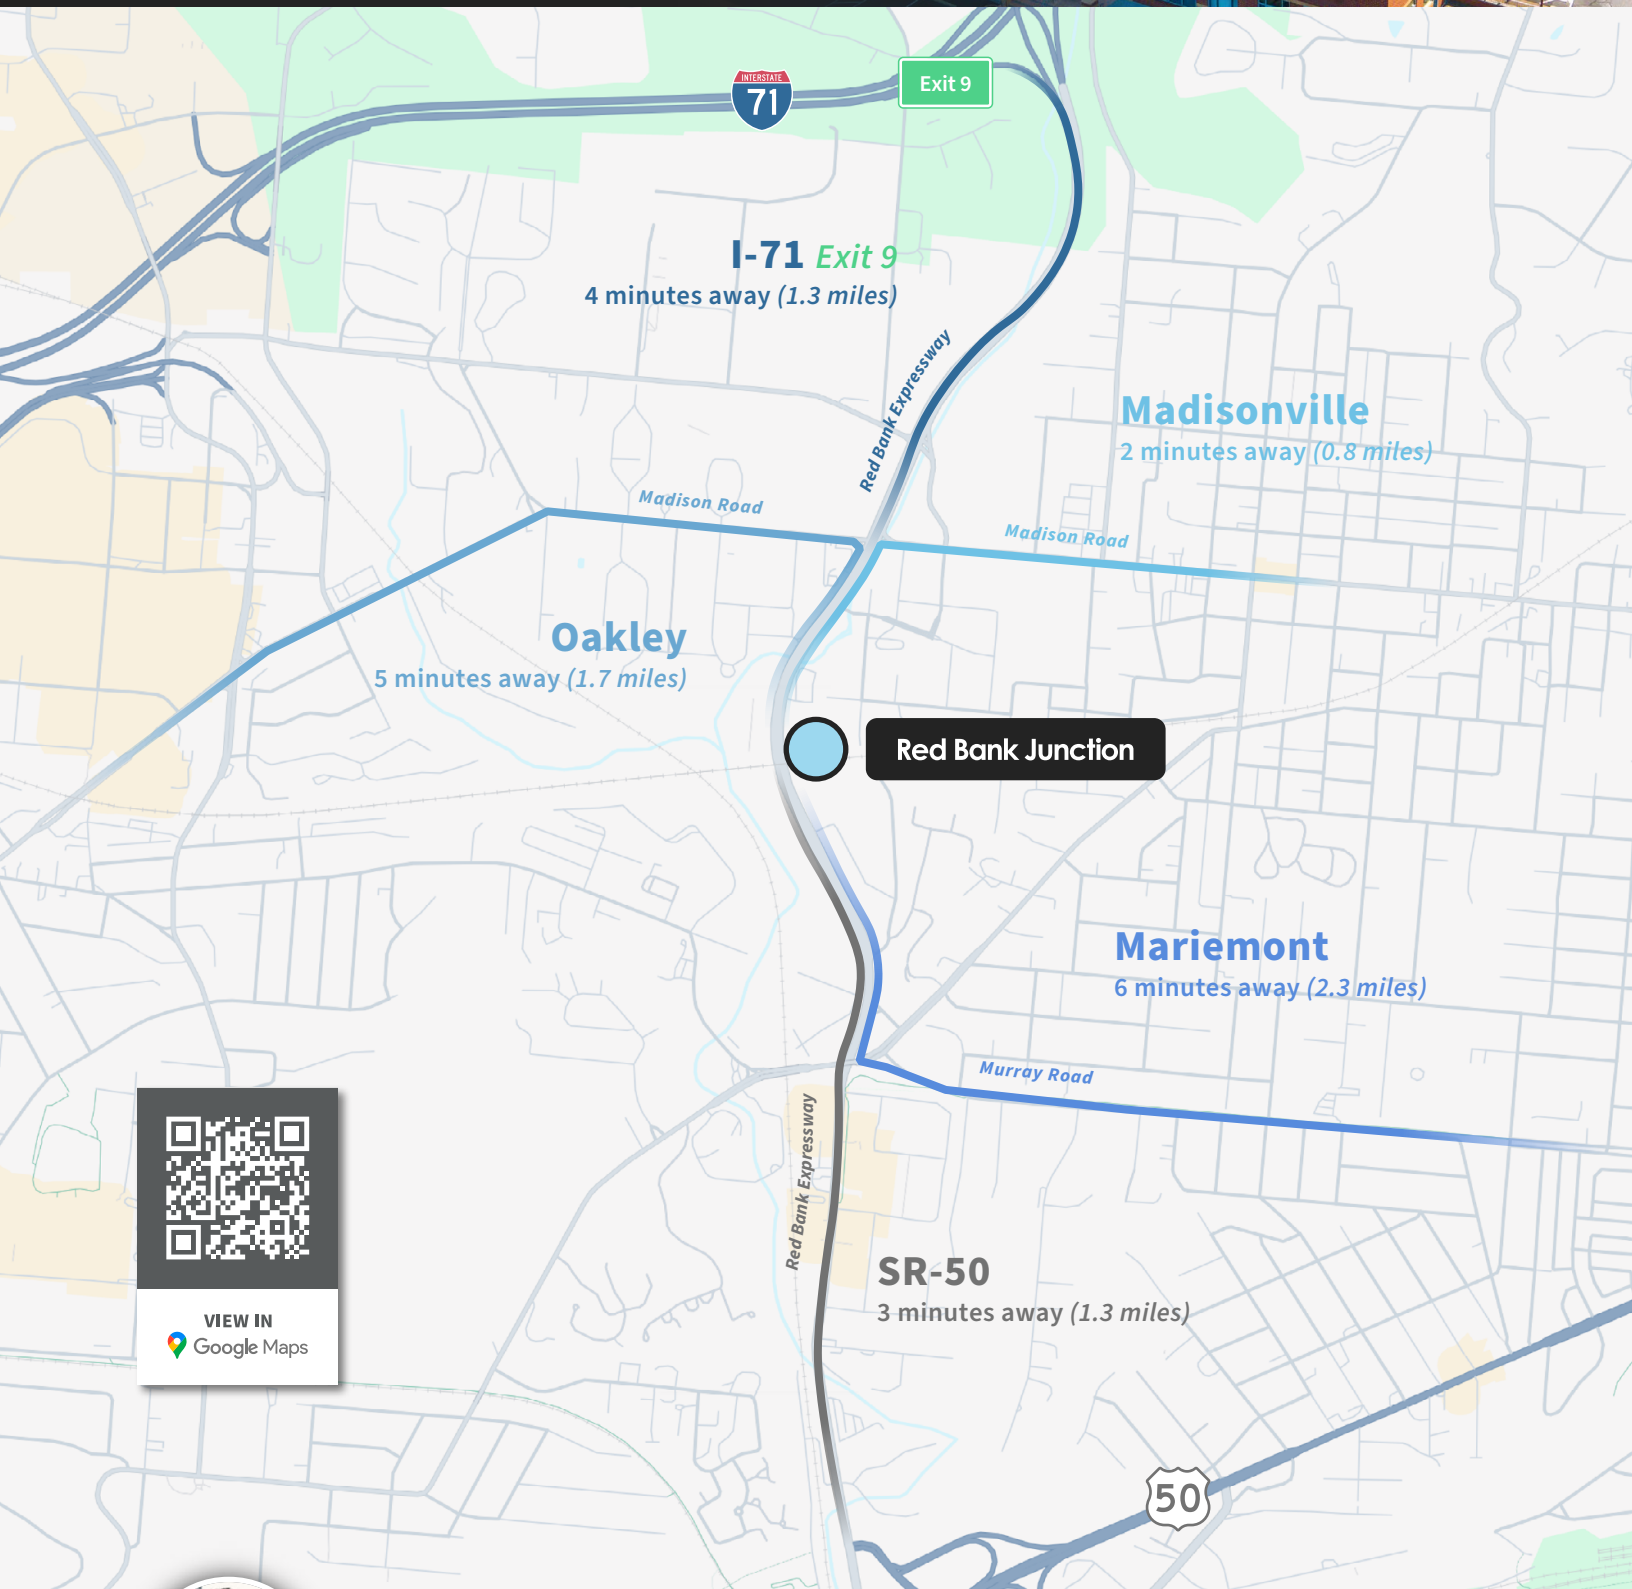 INTERSTATE
71
Exit 9
I-71 Exit 9
4 minutes away (1.3 miles)
Red Bank Expressway
Madisonville
2 minutes away (0.8 miles)
Madison Road
Madison Road
Oakley
5 minutes away (1.7 miles)
Red Bank Junction
Mariemont
6 minutes away (2.3 miles)
Murray Road
Red Bank Expressway
SR-50
3 minutes away (1.3 miles)
VIEW IN
Google Maps
50